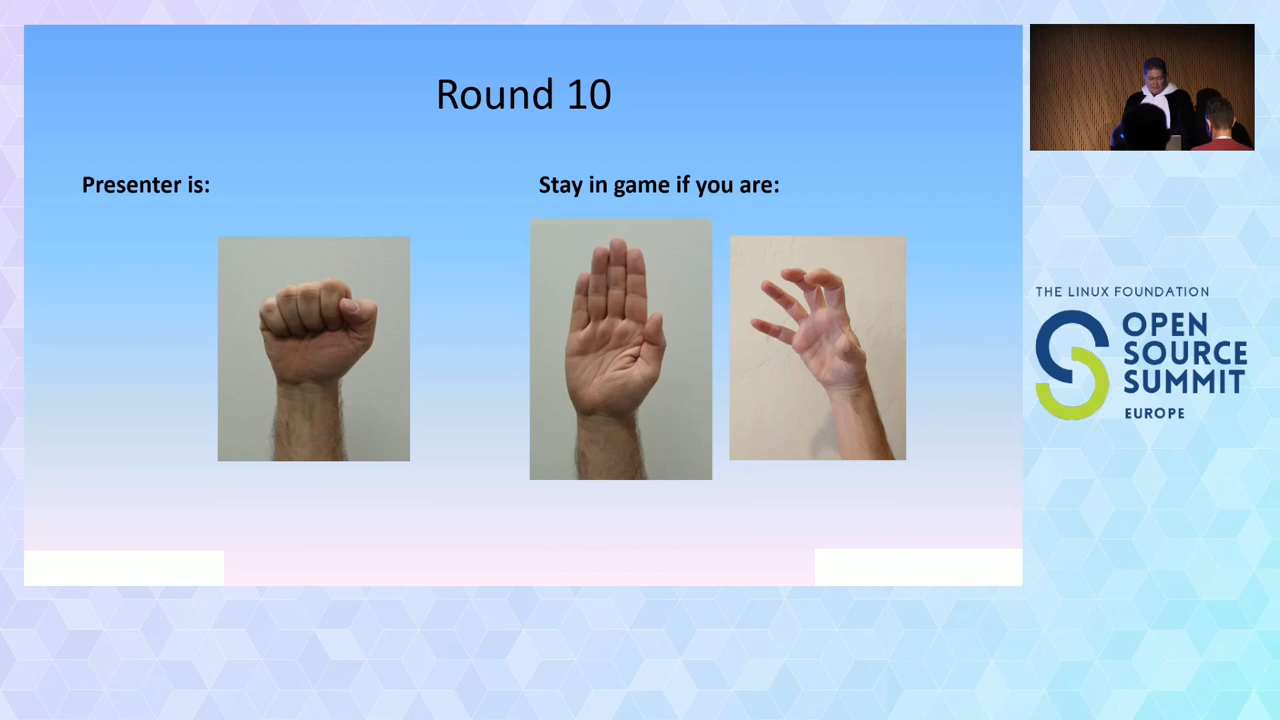 Round 10
Presenter is:
Stay in game if you are:
THE LINUX FOUNDATION
OPEN
SOURCE
SUMMIT
EUROPE